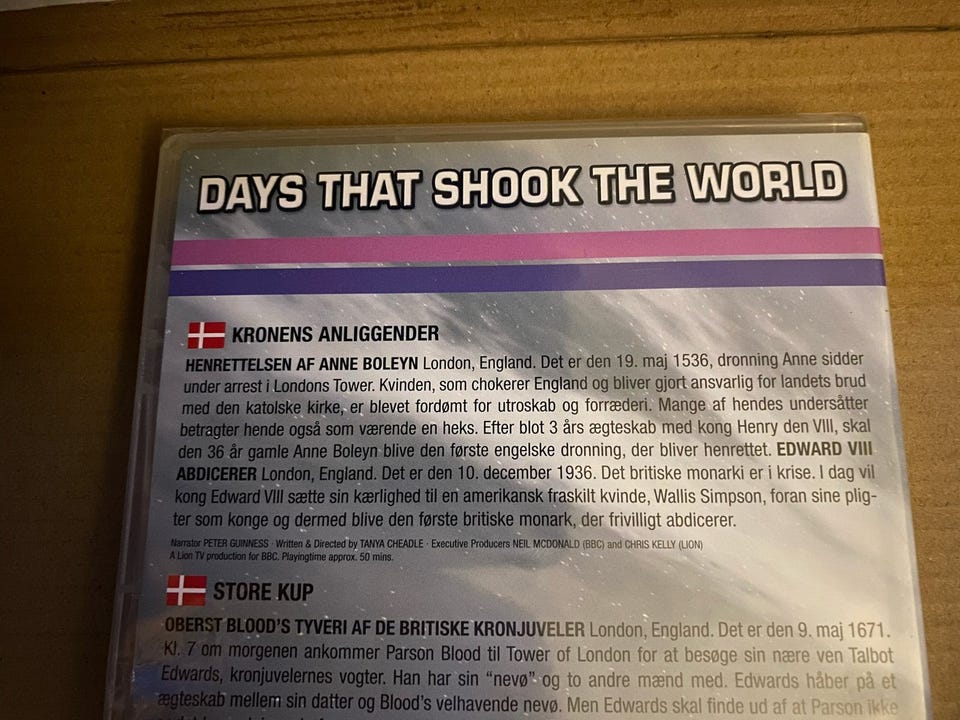 DAYS THAT SHOOK THE WORLD
KRONENS ANLIGGENDER
HENRETTELSEN AF ANNE BOLEYN London, England. Det er den 19. maj 1536, dronning Anne sidder
under arrest i Londons Tower. Kvinden, som chokerer England og bliver gjort ansvarlig for landets brud
med den katolske kirke, er blevet fordømt for utroskab og forræderi. Mange af hendes undersåtter
betragter hende også som værende en heks. Efter blot 3 års ægteskab med kong Henry den VIII, skal
den 36 år gamle Anne Boleyn blive den første engelske dronning, der bliver henrettet. EDWARD VIII
ABDICERER London, England. Det er den 10. december 1936. Det britiske monarki er i krise. I dag vil
kong Edward VIII sætte sin kærlighed til en amerikansk fraskilt kvinde, Wallis Simpson, foran sine plig-
ter som konge og dermed blive den første britiske monark, der frivilligt abdicerer.
Narrator PETER GUINNESS · Written & Directed by TANYA CHEADLE · Executive Producers NEIL MCDONALD (BBC) and CHRIS KELLY (LION)
A Lion TV production for BBC. Playingtime approx. 50 mins.
STORE KUP
OBERST BLOOD'S TYVERI AF DE BRITISKE KRONJUVELER London, England. Det er den 9. maj 1671.
Kl. 7 om morgenen ankommer Parson Blood til Tower of London for at besøge sin nære ven Talbot
Edwards, kronjuvelernes vogter. Han har sin "nevø" og to andre mænd med. Edwards håber på et
ægteskab mellem sin datter og Blood's velhavende nevø. Men Edwards skal finde ud af at Parson ikke